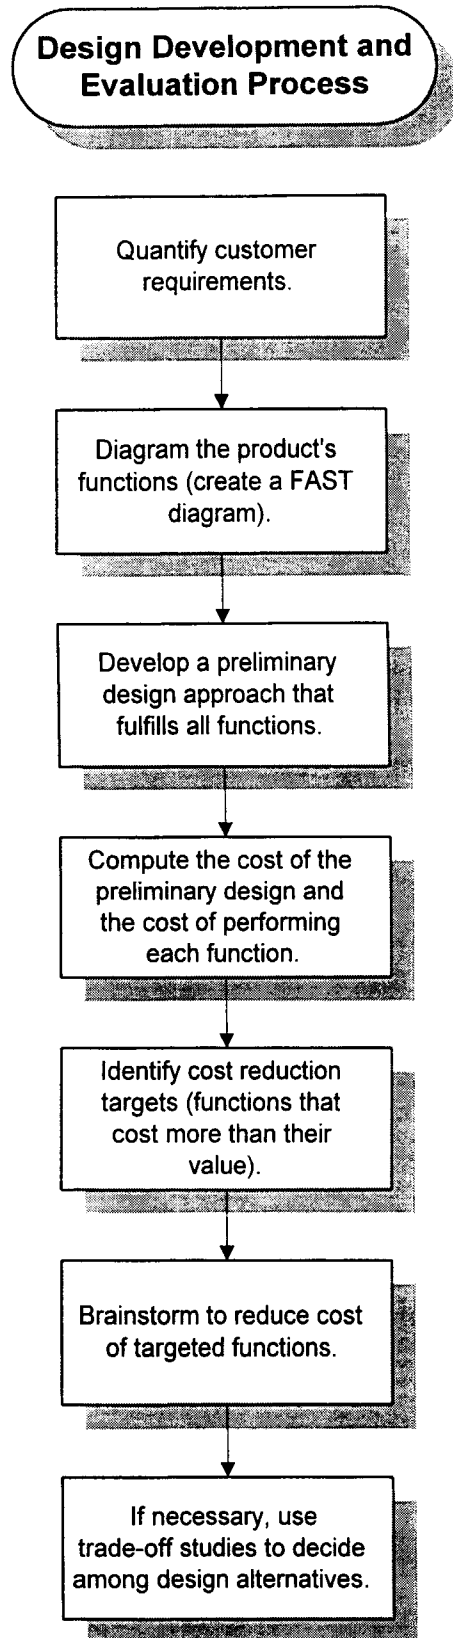 Design Development and
Evaluation Process
Quantify customer
requirements.
Diagram the product's
functions (create a FAST
diagram).
Develop a preliminary
design approach that
fulfills all functions.
Compute the cost of the
preliminary design and
the cost of performing
each function.
Identify cost reduction
targets (functions that
cost more than their
value).
Brainstorm to reduce cost
of targeted functions.
If necessary, use
trade-off studies to decide
among design alternatives.